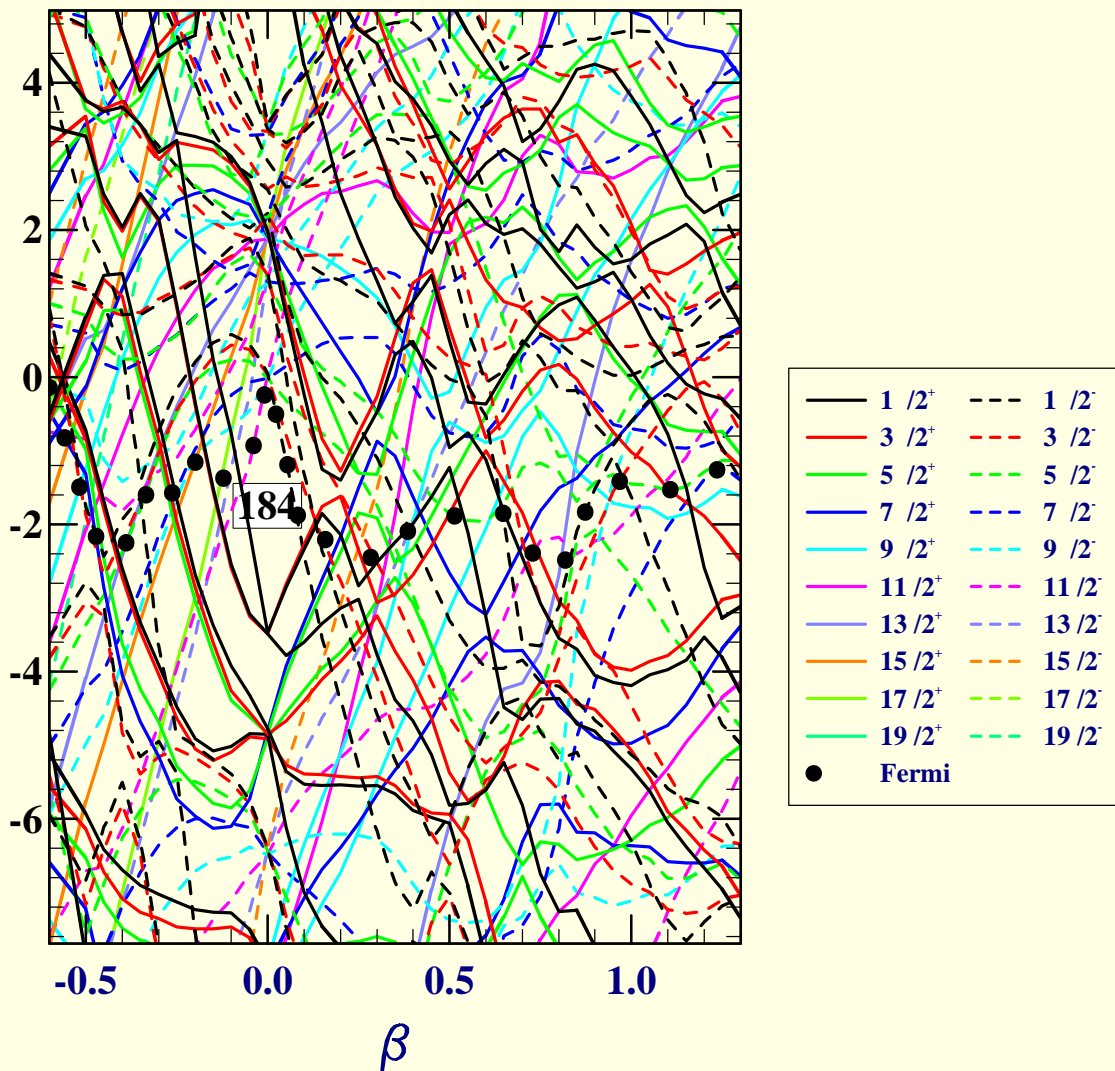 4
2
0
-2
-4
-6
184
-0.5 0.0 0.5 1.0
β
1 /2⁺ 1 /2⁻
3 /2⁺ 3 /2⁻
5 /2⁺ 5 /2⁻
7 /2⁺ 7 /2⁻
9 /2⁺ 9 /2⁻
11 /2⁺ 11 /2⁻
13 /2⁺ 13 /2⁻
15 /2⁺ 15 /2⁻
17 /2⁺ 17 /2⁻
19 /2⁺ 19 /2⁻
Fermi